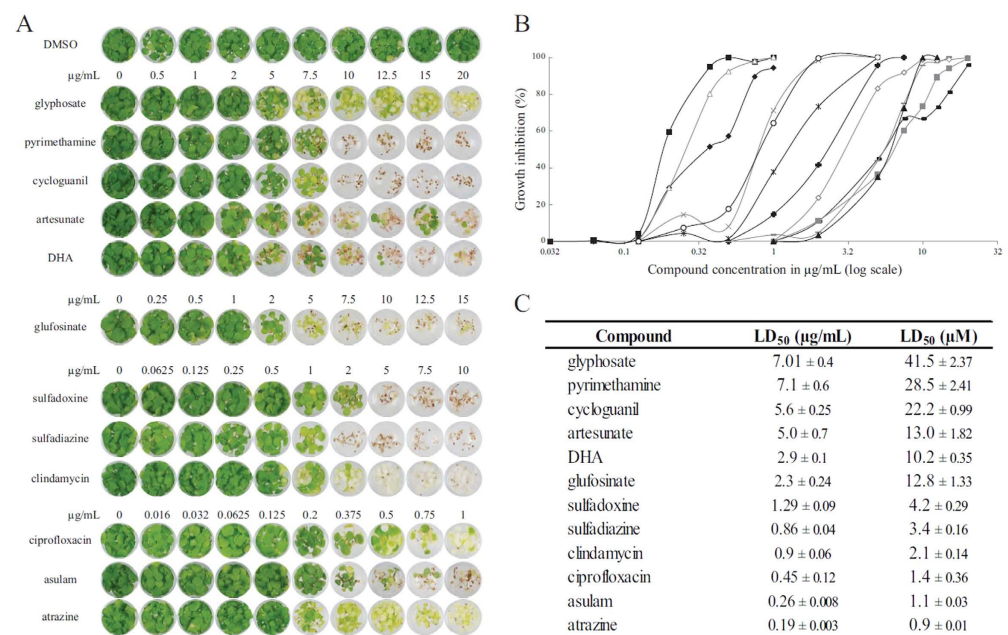 A
DMSO
µg/mL 0 0.5 1 2 5 7.5 10 12.5 15 20
glyphosate
pyrimethamine
cycloguanil
artesunate
DHA
µg/mL 0 0.25 0.5 1 2 5 7.5 10 12.5 15
glufosinate
µg/mL 0 0.0625 0.125 0.25 0.5 1 2 5 7.5 10
sulfadoxine
sulfadiazine
clindamycin
µg/mL 0 0.016 0.032 0.0625 0.125 0.2 0.375 0.5 0.75 1
ciprofloxacin
asulam
atrazine
B
Growth inhibition (%)
100
80
60
40
20
0
0.032 0.1 0.32 1 3.2 10 32
Compound concentration in µg/mL (log scale)
C
Compound LD50 (µg/mL) LD50 (µM)
glyphosate 7.01 ± 0.4 41.5 ± 2.37
pyrimethamine 7.1 ± 0.6 28.5 ± 2.41
cycloguanil 5.6 ± 0.25 22.2 ± 0.99
artesunate 5.0 ± 0.7 13.0 ± 1.82
DHA 2.9 ± 0.1 10.2 ± 0.35
glufosinate 2.3 ± 0.24 12.8 ± 1.33
sulfadoxine 1.29 ± 0.09 4.2 ± 0.29
sulfadiazine 0.86 ± 0.04 3.4 ± 0.16
clindamycin 0.9 ± 0.06 2.1 ± 0.14
ciprofloxacin 0.45 ± 0.12 1.4 ± 0.36
asulam 0.26 ± 0.008 1.1 ± 0.03
atrazine 0.19 ± 0.003 0.9 ± 0.01